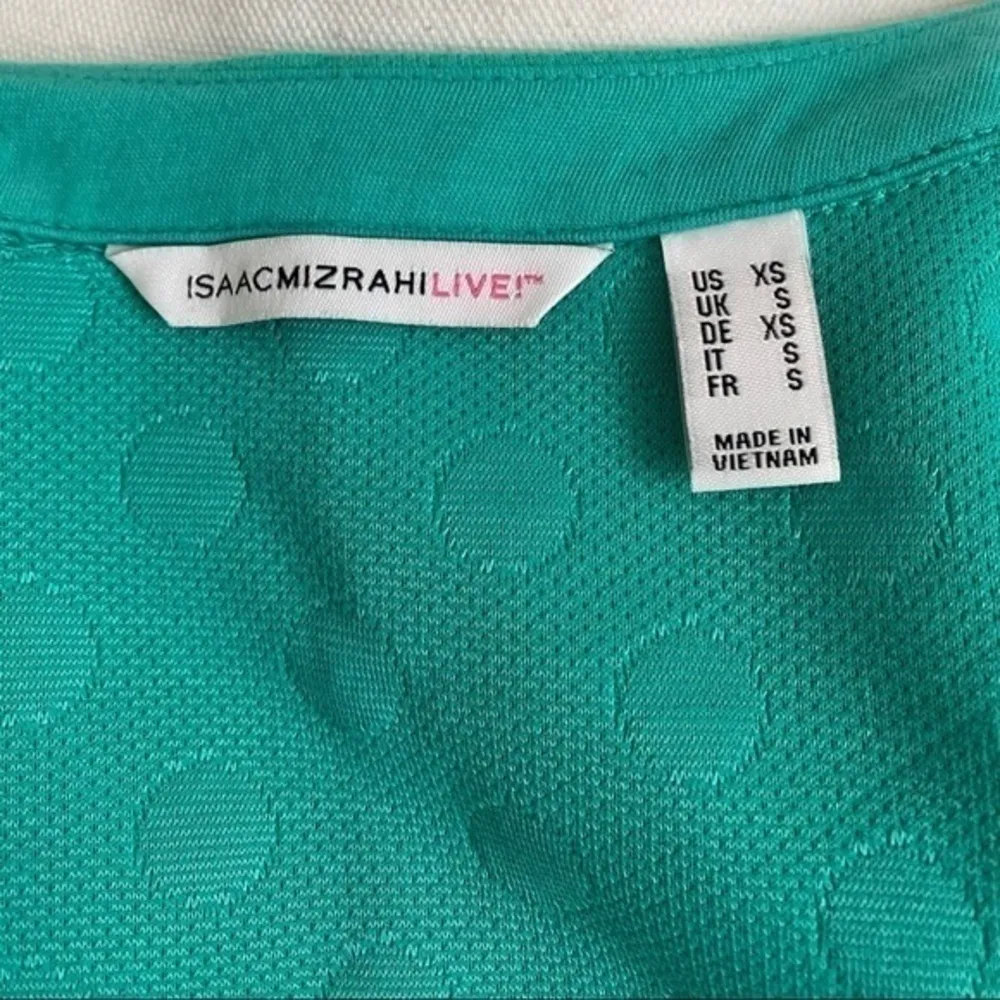 ISAACMIZRAHILIVE!™
US XS
UK S
DE XS
IT S
FR S
MADE IN
VIETNAM